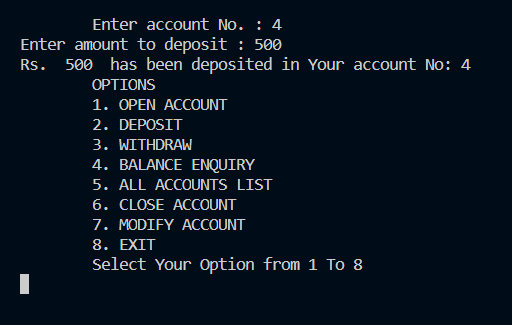 Enter account No. : 4
Enter amount to deposit : 500
Rs.  500  has been deposited in Your account No: 4
OPTIONS
1. OPEN ACCOUNT
2. DEPOSIT
3. WITHDRAW
4. BALANCE ENQUIRY
5. ALL ACCOUNTS LIST
6. CLOSE ACCOUNT
7. MODIFY ACCOUNT
8. EXIT
Select Your Option from 1 To 8